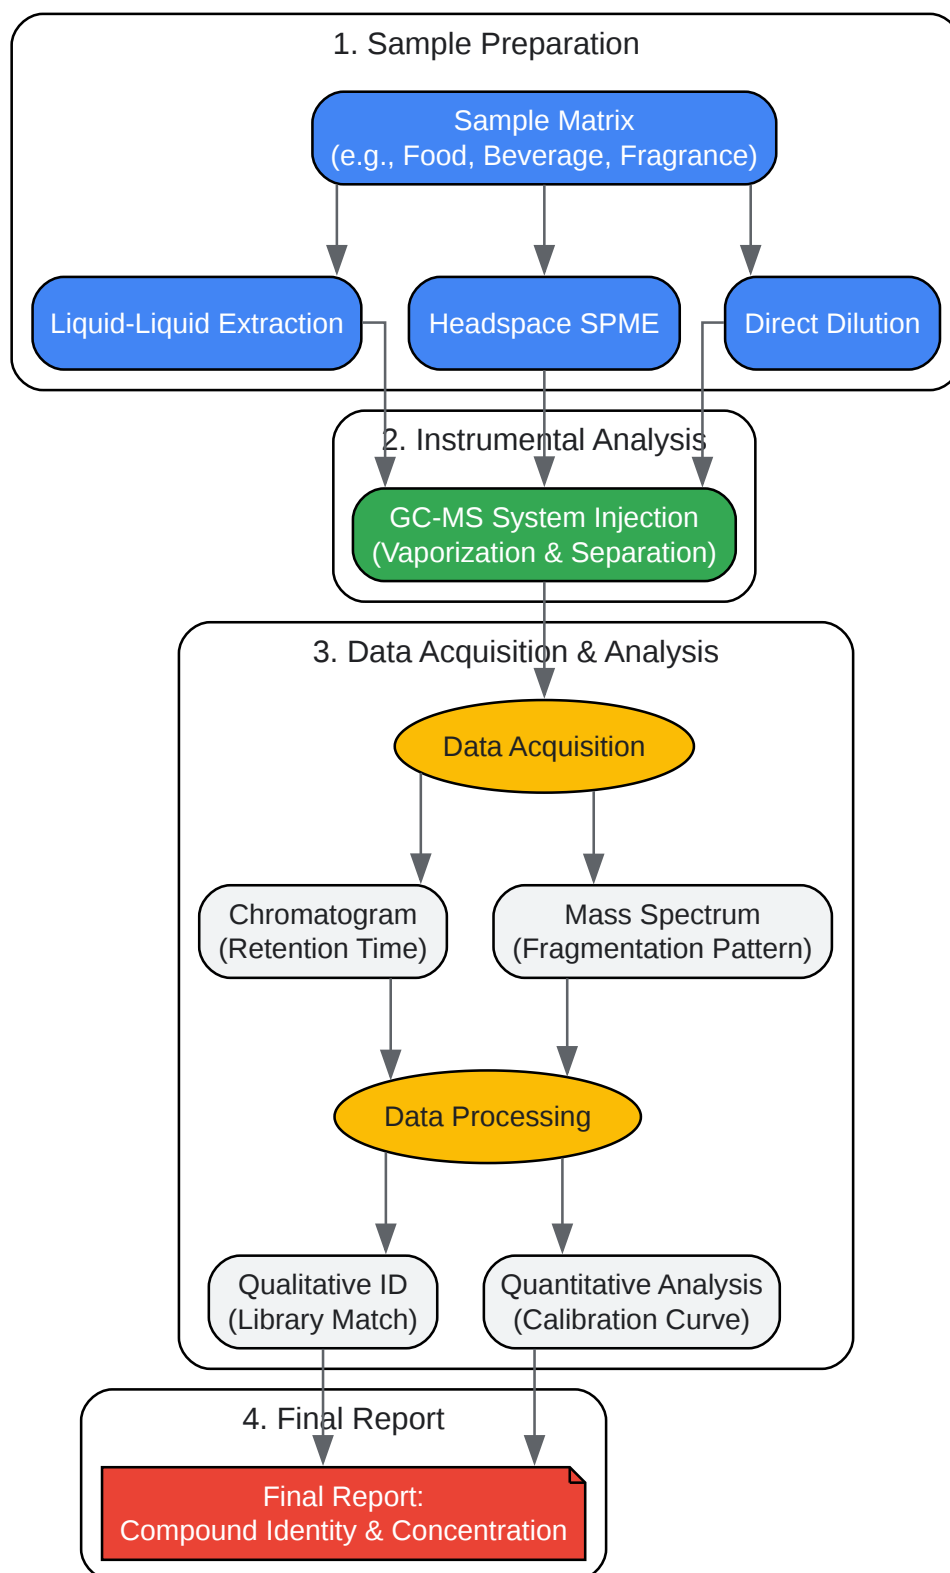 1. Sample Preparation
Sample Matrix
(e.g., Food, Beverage, Fragrance)
Liquid-Liquid Extraction
Headspace SPME
Direct Dilution
2. Instrumental Analysis
GC-MS System Injection
(Vaporization & Separation)
3. Data Acquisition & Analysis
Data Acquisition
Chromatogram
(Retention Time)
Mass Spectrum
(Fragmentation Pattern)
Data Processing
Qualitative ID
(Library Match)
Quantitative Analysis
(Calibration Curve)
4. Final Report
Final Report:
Compound Identity & Concentration